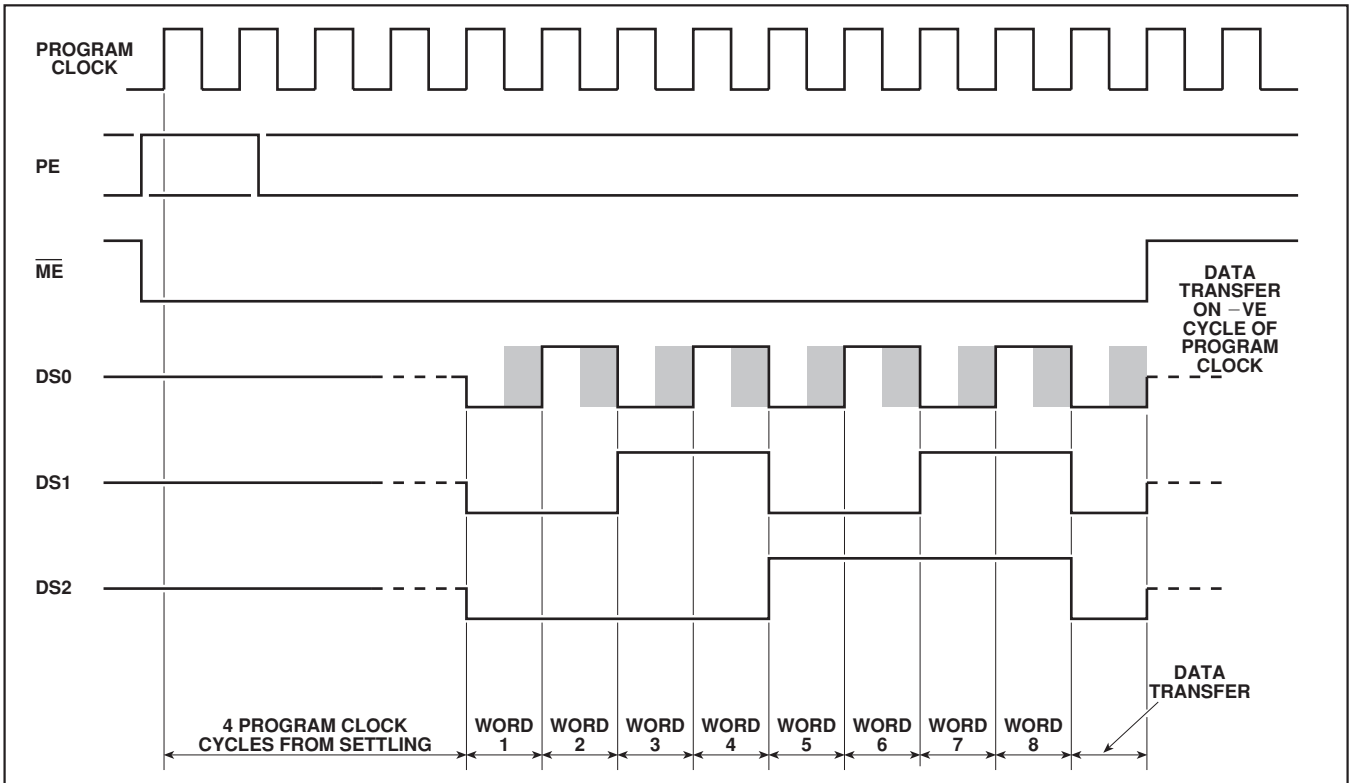 PROGRAM
CLOCK
PE
ME
DATA
TRANSFER
ON −VE
CYCLE OF
PROGRAM
CLOCK
DS0
DS1
DS2
DATA
TRANSFER
4 PROGRAM CLOCK
CYCLES FROM SETTLING
WORD
1
WORD
2
WORD
3
WORD
4
WORD
5
WORD
6
WORD
7
WORD
8